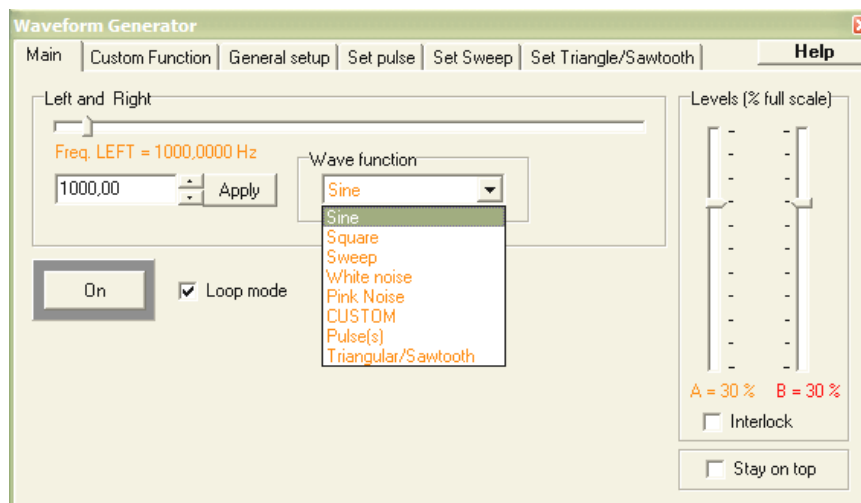 Waveform Generator
Main Custom Function General setup Set pulse Set Sweep Set Triangle/Sawtooth Help
Left and Right
Levels (% full scale)
Freq. LEFT = 1000,0000 Hz
Wave function
1000,00 Apply Sine
Sine
Square
Sweep
White noise
Pink Noise
CUSTOM
Pulse(s)
Triangular/Sawtooth
On Loop mode
A = 30 % B = 30 %
Interlock
Stay on top